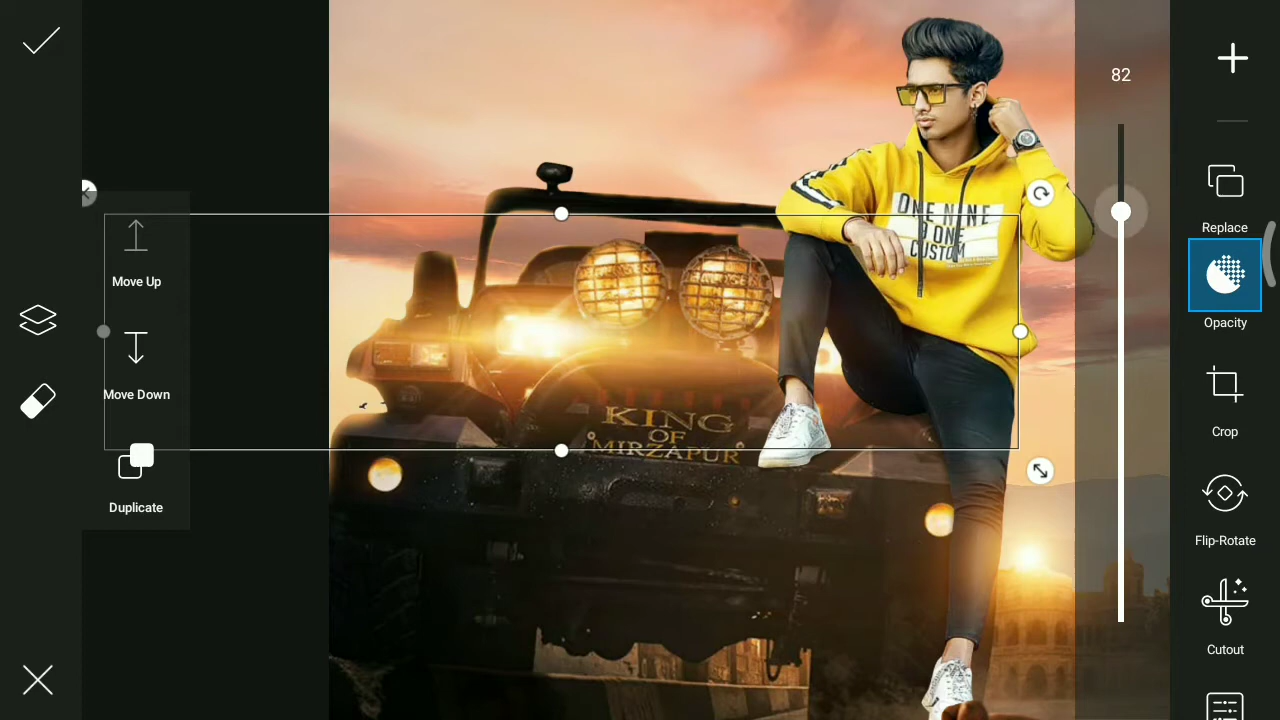 82
Replace
Opacity
Crop
Flip-Rotate
Cutout
Move Up
Move Down
Duplicate
ONE NINE
9 ONE
CUSTOM
KING
OF
MIRZAPUR